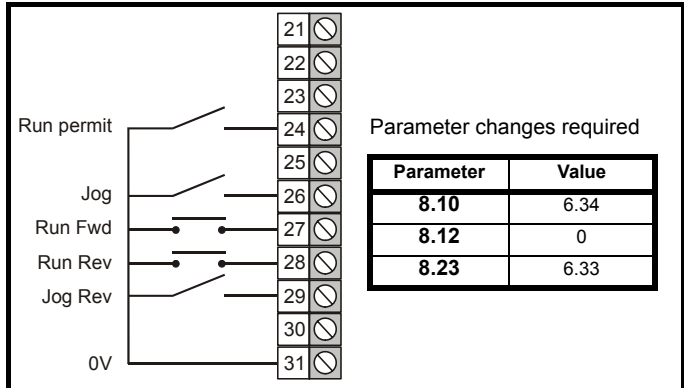 21
22
23
Run permit 24
25
Jog 26
Run Fwd 27
Run Rev 28
Jog Rev 29
30
0V 31
Parameter changes required
Parameter Value
8.10 6.34
8.12 0
8.23 6.33